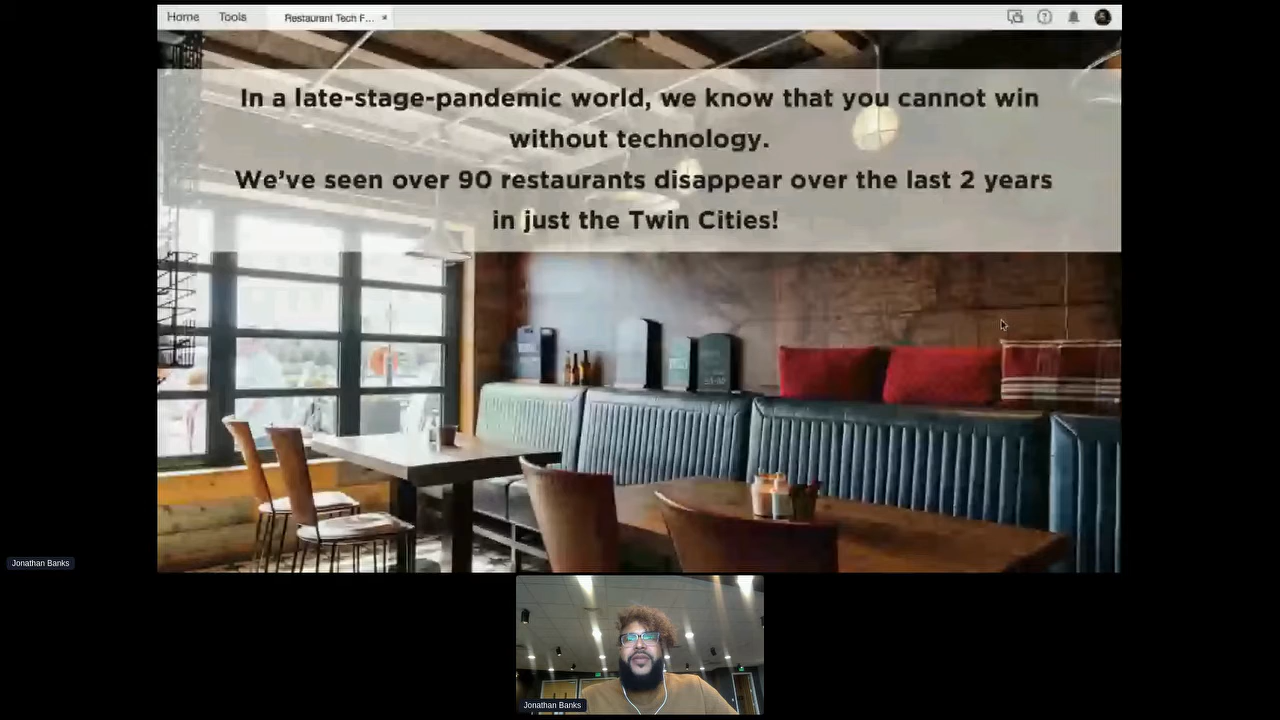 Home Tools Restaurant Tech F... ×
In a late-stage-pandemic world, we know that you cannot win
without technology.
We've seen over 90 restaurants disappear over the last 2 years
in just the Twin Cities!
Jonathan Banks
Jonathan Banks